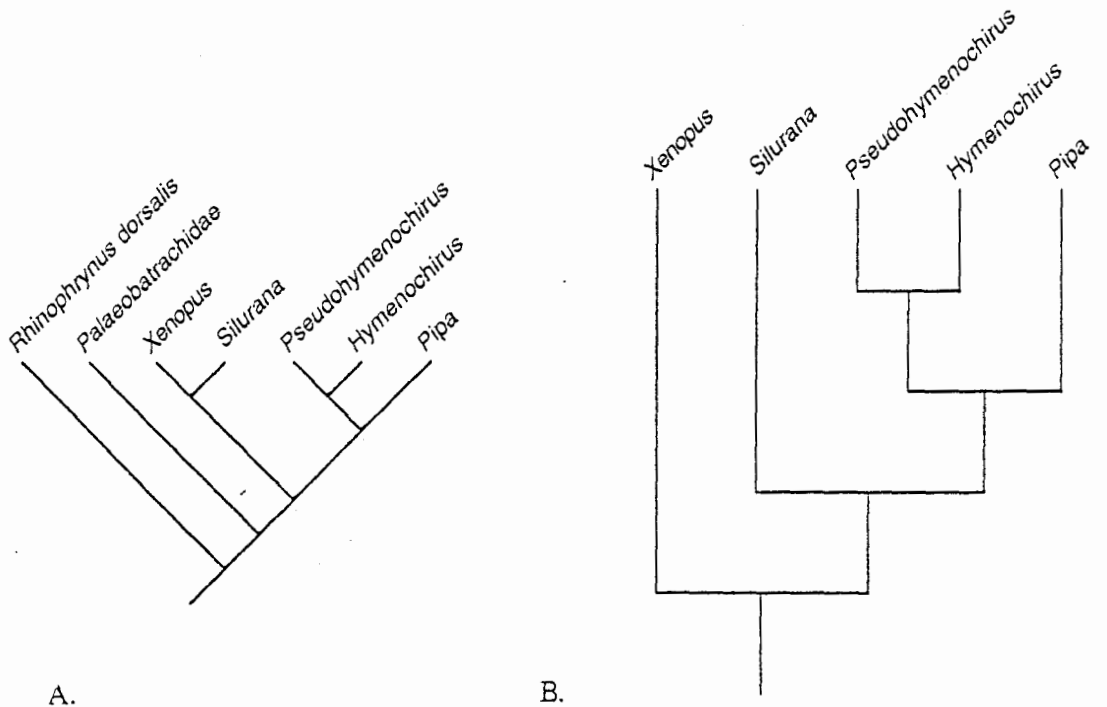 Rhinophrynus dorsalis
Palaeobatrachidae
Xenopus
Silurana
Pseudohymenochirus
Hymenochirus
Pipa
A.
Xenopus
Silurana
Pseudohymenochirus
Hymenochirus
Pipa
B.